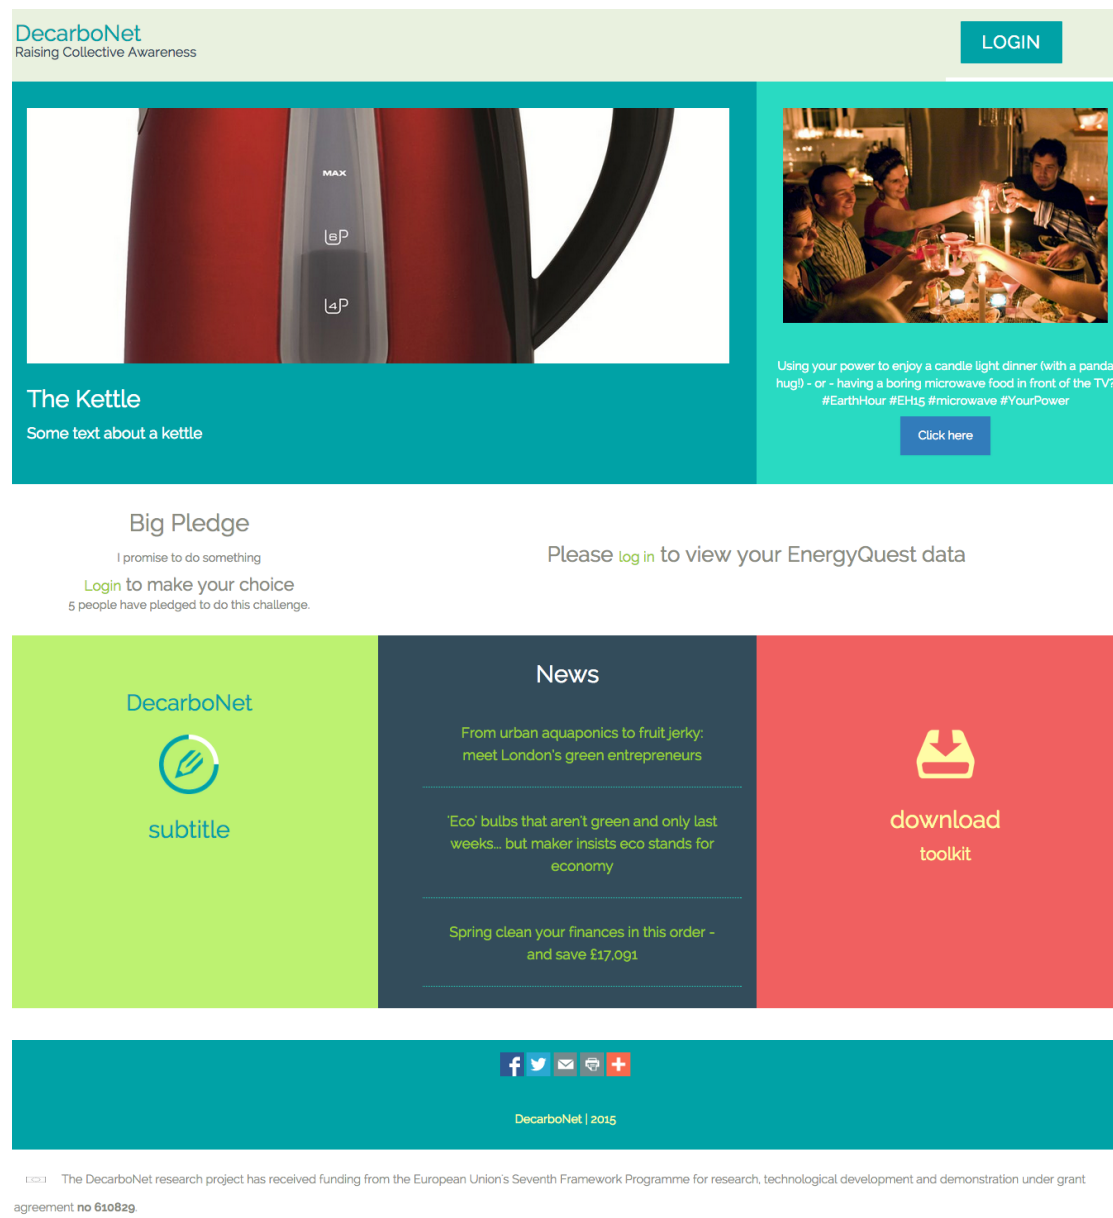 DecarboNet
Raising Collective Awareness
LOGIN
MAX
6P
4P
The Kettle
Some text about a kettle
Using your power to enjoy a candle light dinner (with a panda
hug!) - or - having a boring microwave food in front of the TV?
#EarthHour #EH15 #microwave #YourPower
Click here
Big Pledge
I promise to do something
Login to make your choice
5 people have pledged to do this challenge.
Please log in to view your EnergyQuest data
DecarboNet
subtitle
News
From urban aquaponics to fruit jerky:
meet London's green entrepreneurs
'Eco' bulbs that aren't green and only last
weeks... but maker insists eco stands for
economy
Spring clean your finances in this order -
and save £17,091
download
toolkit
DecarboNet | 2015
The DecarboNet research project has received funding from the European Union's Seventh Framework Programme for research, technological development and demonstration under grant
agreement no 610829.